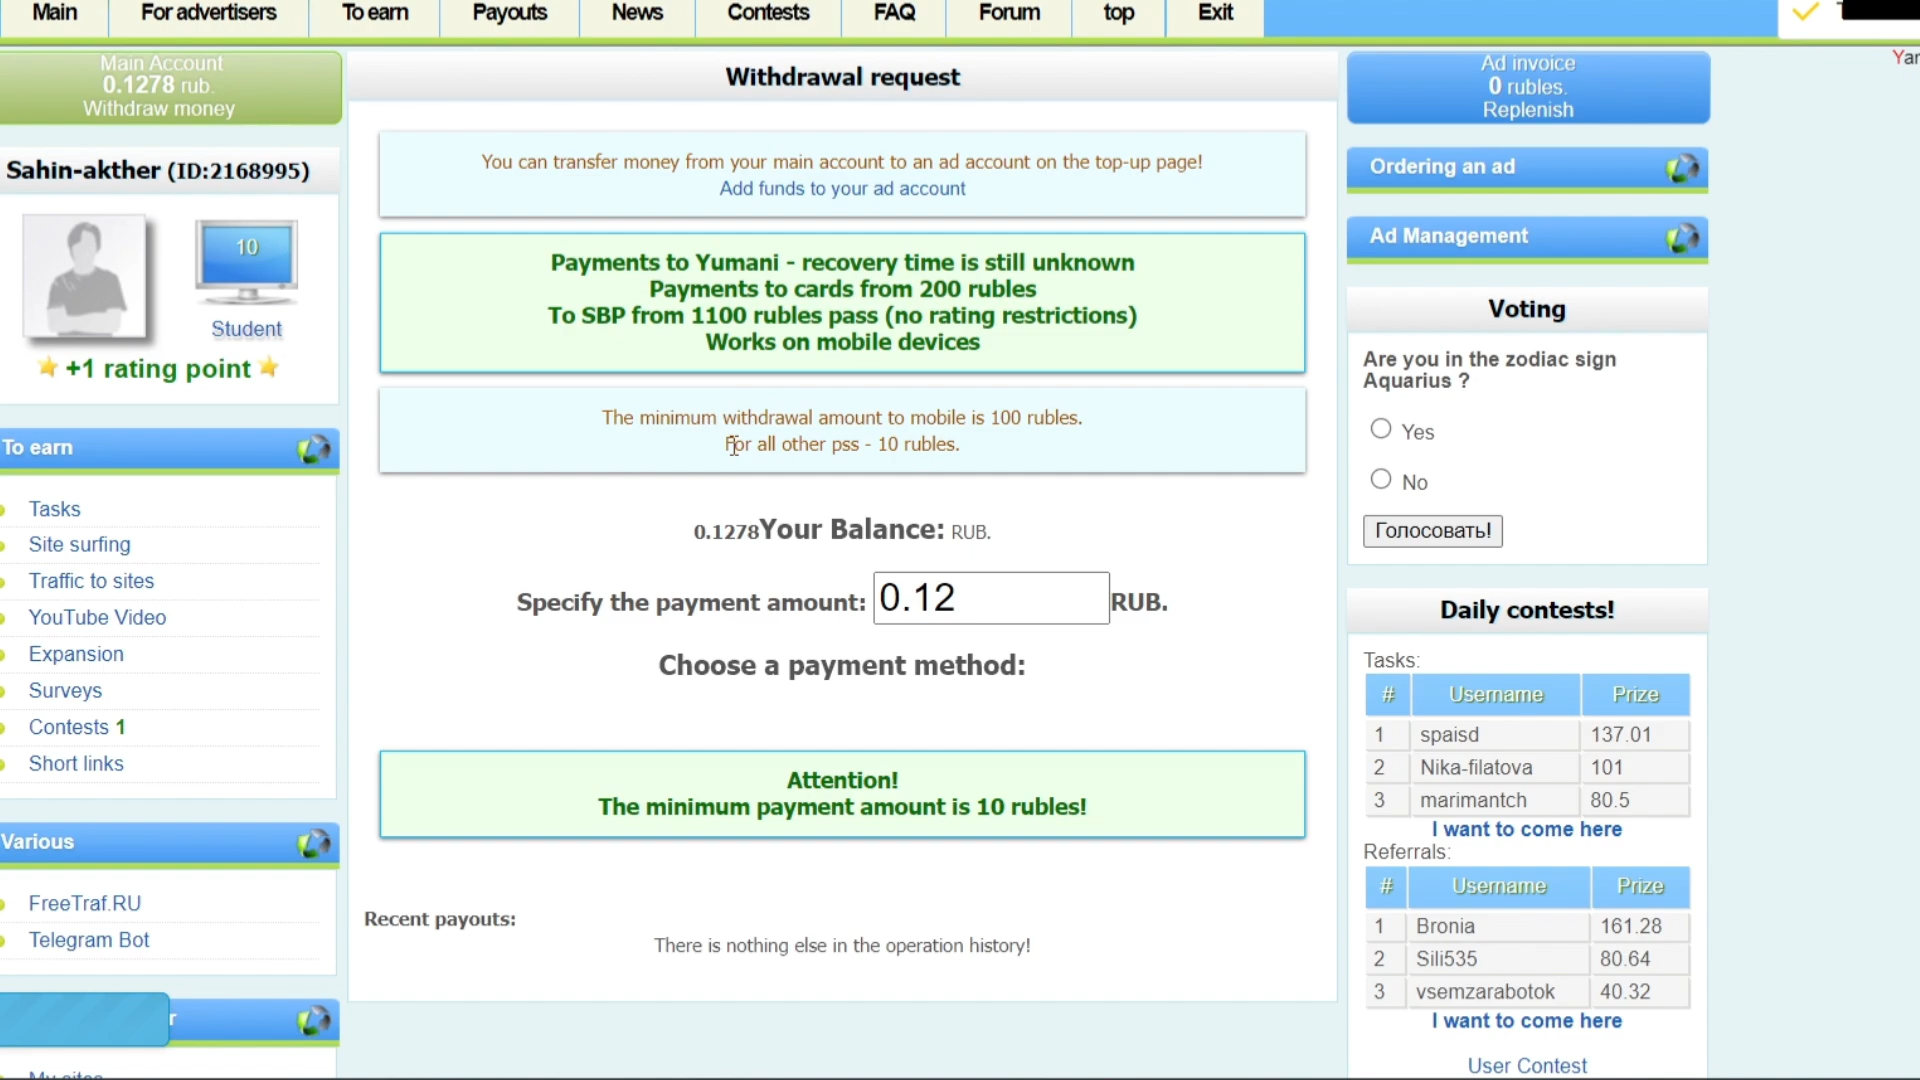 Main
For advertisers
To earn
Payouts
News
Contests
FAQ
Forum
top
Exit
Main Account
0.1278 rub.
Withdraw money
Sahin-akther (ID:2168995)
10
Student
+1 rating point
To earn
Tasks
Site surfing
Traffic to sites
YouTube Video
Expansion
Surveys
Contests 1
Short links
Various
FreeTraf.RU
Telegram Bot
My sites
Withdrawal request
You can transfer money from your main account to an ad account on the top-up page!
Add funds to your ad account
Payments to Yumani - recovery time is still unknown
Payments to cards from 200 rubles
To SBP from 1100 rubles pass (no rating restrictions)
Works on mobile devices
The minimum withdrawal amount to mobile is 100 rubles.
For all other pss - 10 rubles.
0.1278Your Balance: RUB.
Specify the payment amount: 0.12 RUB.
Choose a payment method:
Attention!
The minimum payment amount is 10 rubles!
Recent payouts:
There is nothing else in the operation history!
Ad invoice
0 rubles.
Replenish
Ordering an ad
Ad Management
Voting
Are you in the zodiac sign
Aquarius ?
Yes
No
Голосовать!
Daily contests!
Tasks:
# Username Prize
1 spaisd 137.01
2 Nika-filatova 101
3 marimantch 80.5
I want to come here
Referrals:
# Username Prize
1 Bronia 161.28
2 Sili535 80.64
3 vsemzarabotok 40.32
I want to come here
User Contest